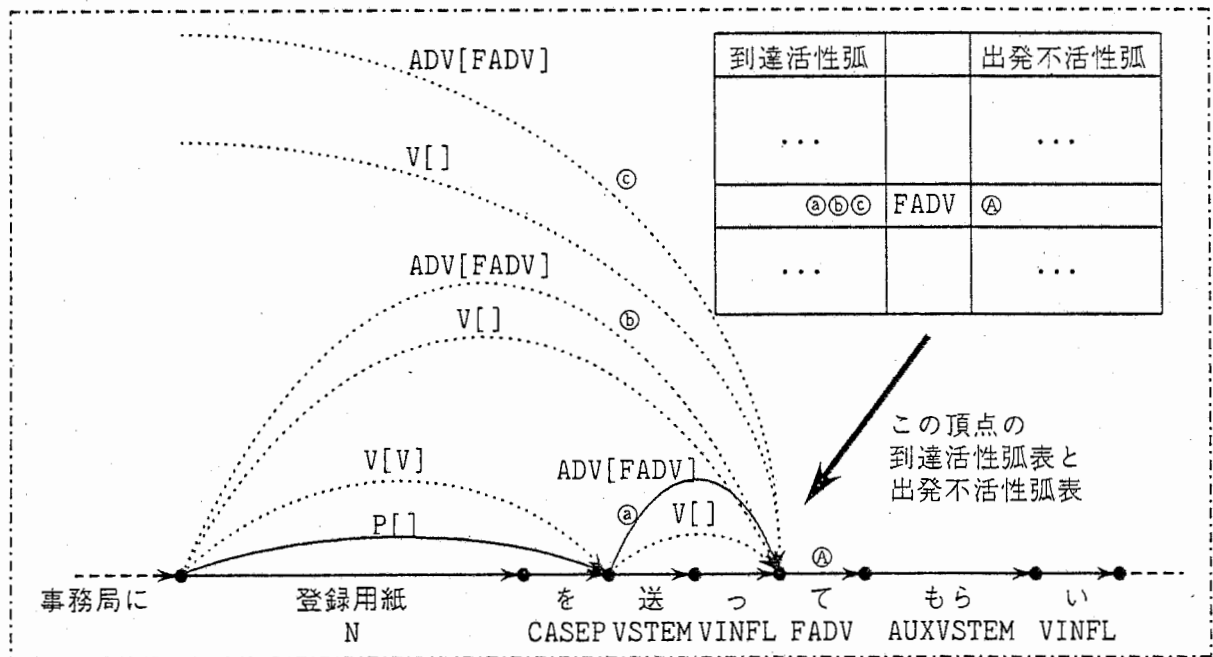 ADV[FADV]
V[]
ⓒ
ADV[FADV]
V[]
ⓑ
V[V]
P[]
ADV[FADV]
ⓐ
V[]
Ⓐ
到達活性弧 出発不活性弧
... ...
ⓐⓑⓒ FADV Ⓐ
... ...
この頂点の
到達活性弧表と
出発不活性弧表
事務局に 登録用紙 を 送 っ て もら い
N CASEP VSTEM VINFL FADV AUXVSTEM VINFL